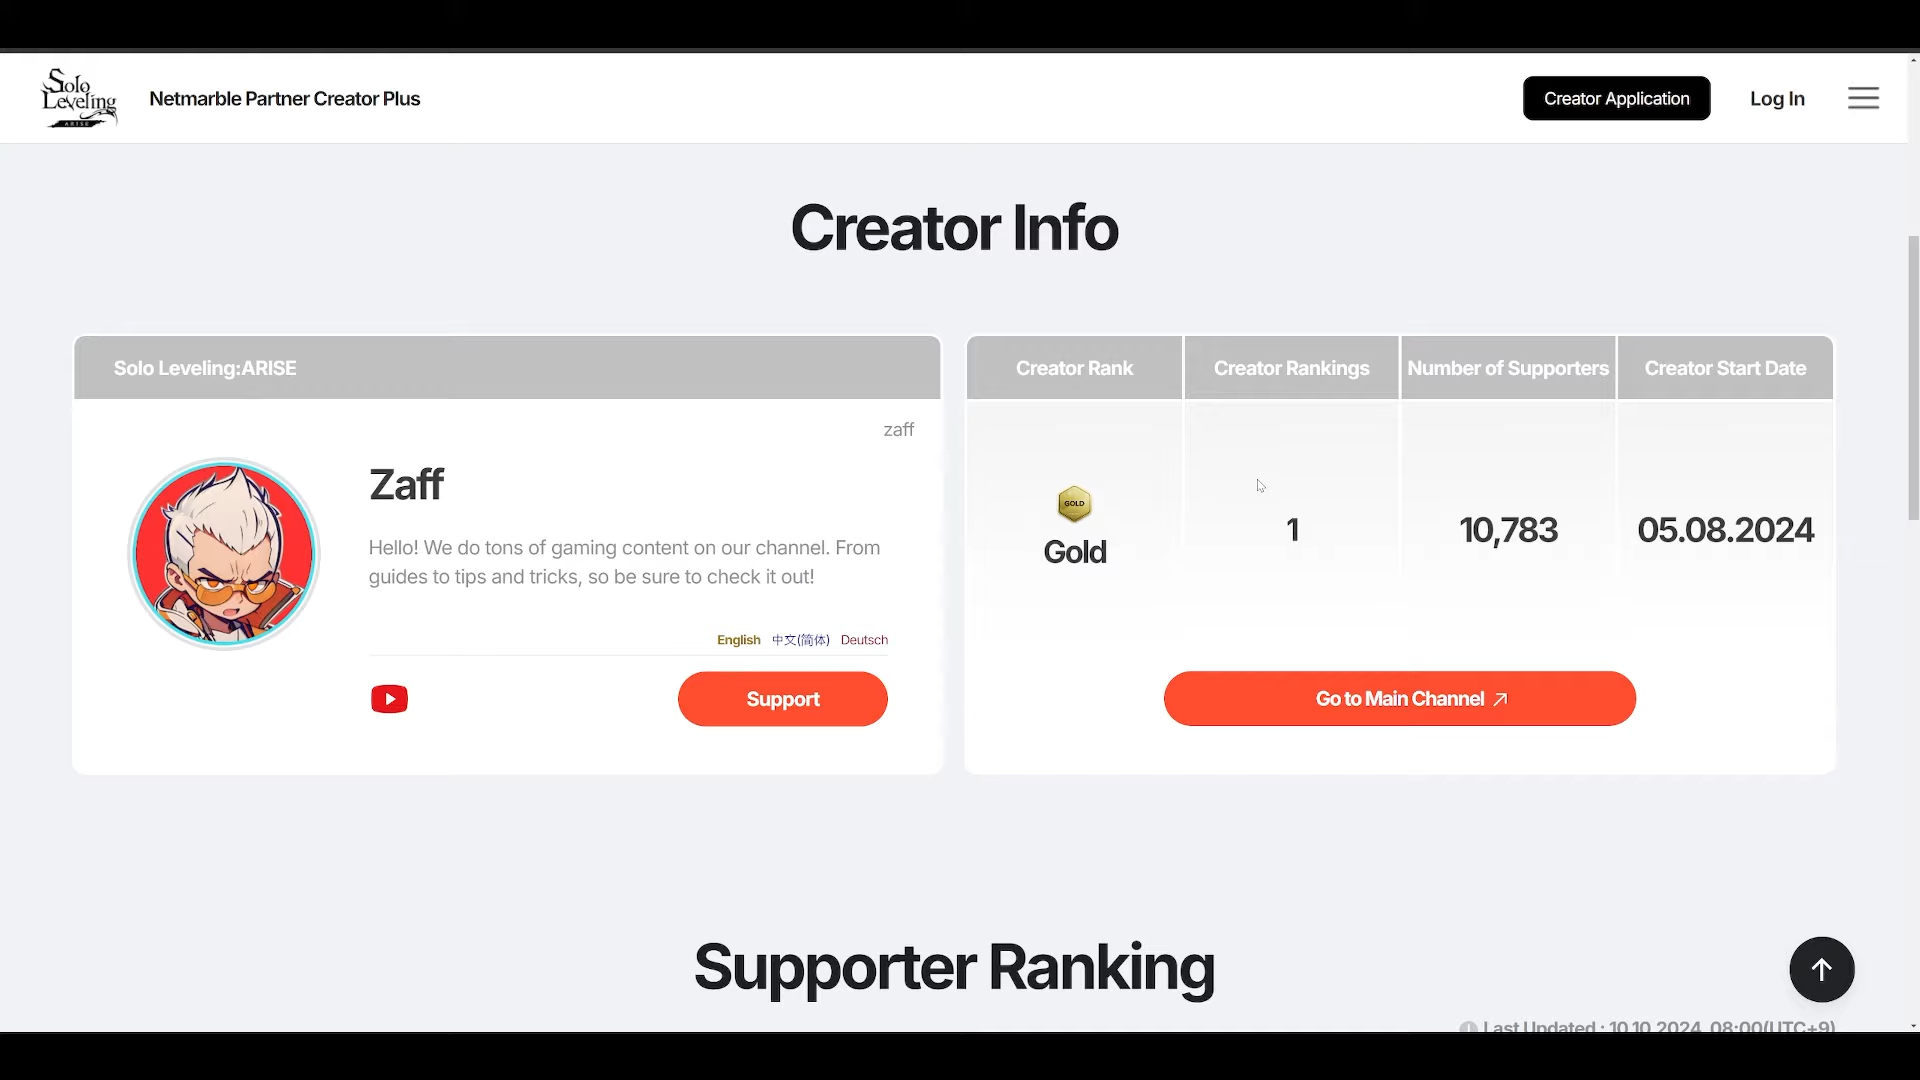 Solo
Leveling
ARISE
Netmarble Partner Creator Plus
Creator Application
Log In
Creator Info
Solo Leveling:ARISE
zaff
Zaff
Hello! We do tons of gaming content on our channel. From
guides to tips and tricks, so be sure to check it out!
English 中文(简体) Deutsch
Support
Creator Rank Creator Rankings Number of Supporters Creator Start Date
GOLD
Gold 1 10,783 05.08.2024
Go to Main Channel
Supporter Ranking
Last Updated : 10.10.2024, 08:00(UTC+9)